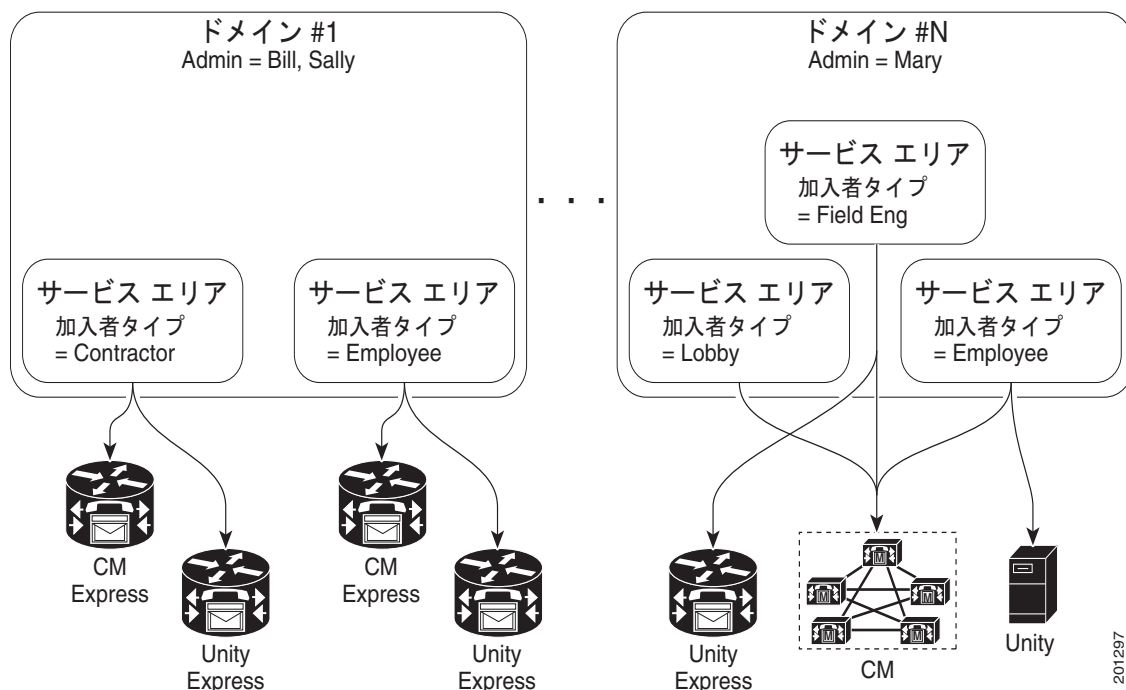 ドメイン #1
Admin = Bill, Sally
サービス エリア
加入者タイプ
= Contractor
サービス エリア
加入者タイプ
= Employee
. . .
ドメイン #N
Admin = Mary
サービス エリア
加入者タイプ
= Field Eng
サービス エリア
加入者タイプ
= Lobby
サービス エリア
加入者タイプ
= Employee
CM
Express
Unity
Express
CM
Express
Unity
Express
Unity
Express
M
M
M
M
M
CM
Unity
201297